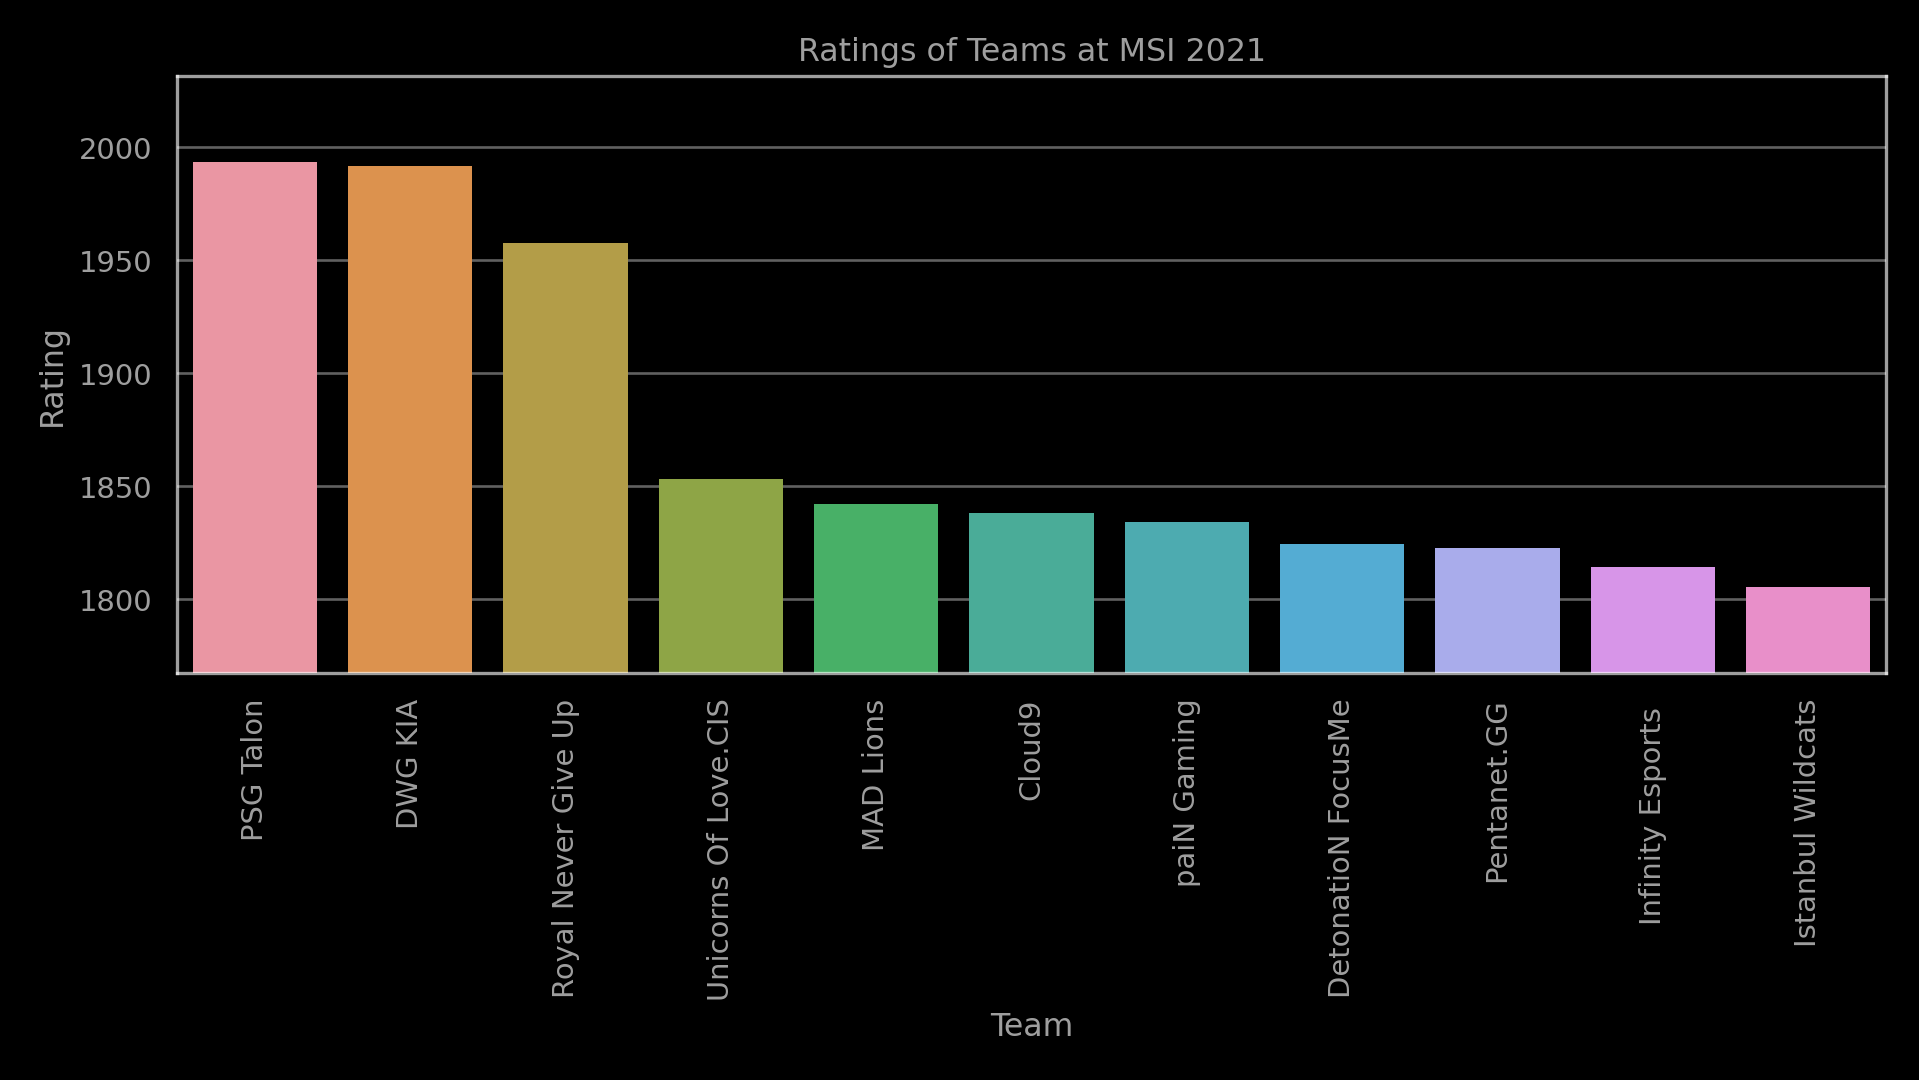 Ratings of Teams at MSI 2021
2000
1950
1900
1850
1800
Rating
PSG Talon
DWG KIA
Royal Never Give Up
Unicorns Of Love.CIS
MAD Lions
Cloud9
paiN Gaming
DetonatioN FocusMe
Pentanet.GG
Infinity Esports
Istanbul Wildcats
Team